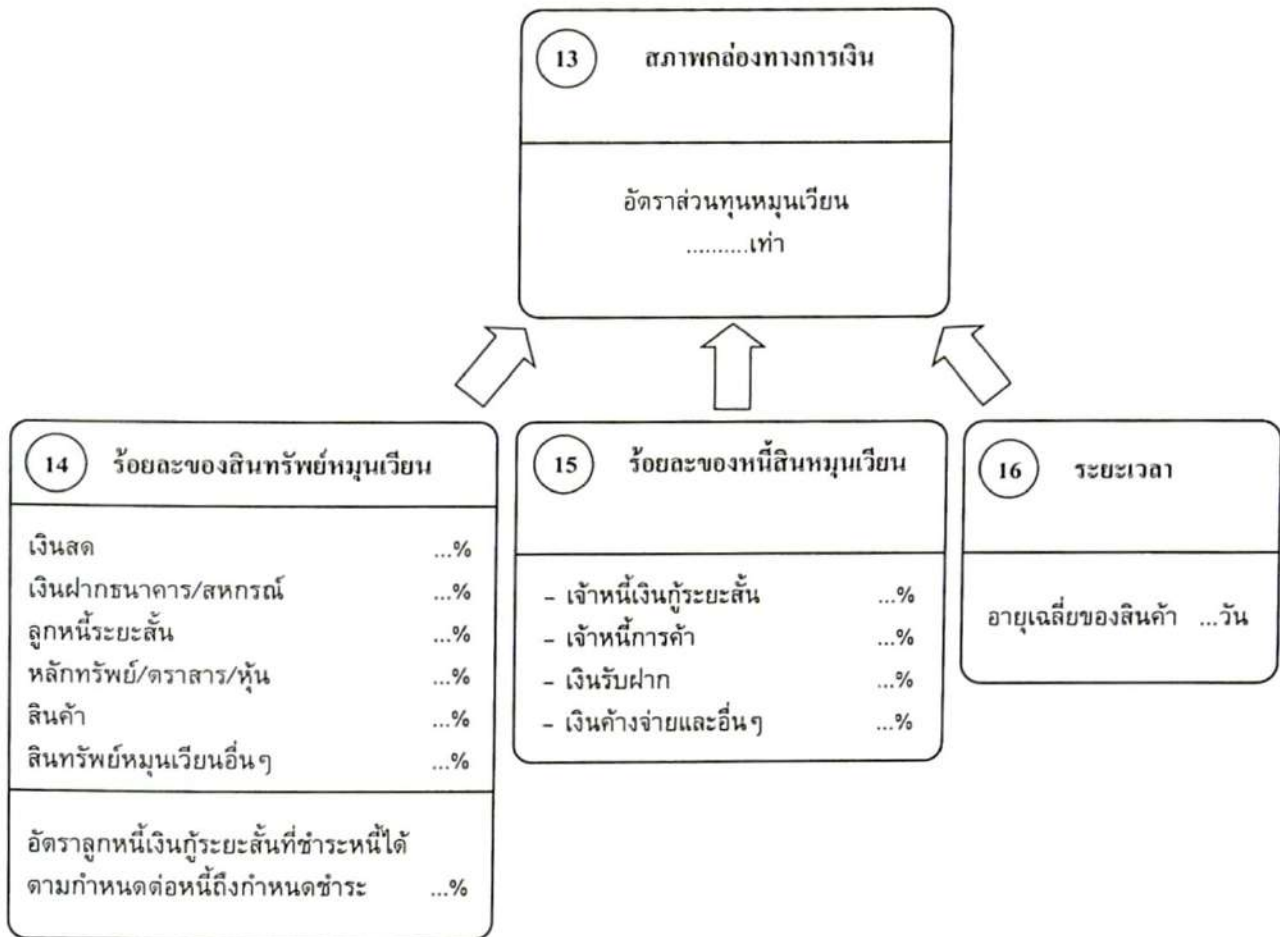 13 สภาพคล่องทางการเงิน
อัตราส่วนทุนหมุนเวียน
..........เท่า
14 ร้อยละของสินทรัพย์หมุนเวียน
เงินสด ...%
เงินฝากธนาคาร/สหกรณ์ ...%
ลูกหนี้ระยะสั้น ...%
หลักทรัพย์/ตราสาร/หุ้น ...%
สินค้า ...%
สินทรัพย์หมุนเวียนอื่นๆ ...%
อัตราลูกหนี้เงินกู้ระยะสั้นที่ชำระหนี้ได้
ตามกำหนดต่อหนี้ถึงกำหนดชำระ ...%
15 ร้อยละของหนี้สินหมุนเวียน
- เจ้าหนี้เงินกู้ระยะสั้น ...%
- เจ้าหนี้การค้า ...%
- เงินรับฝาก ...%
- เงินค้างจ่ายและอื่นๆ ...%
16 ระยะเวลา
อายุเฉลี่ยของสินค้า ...วัน